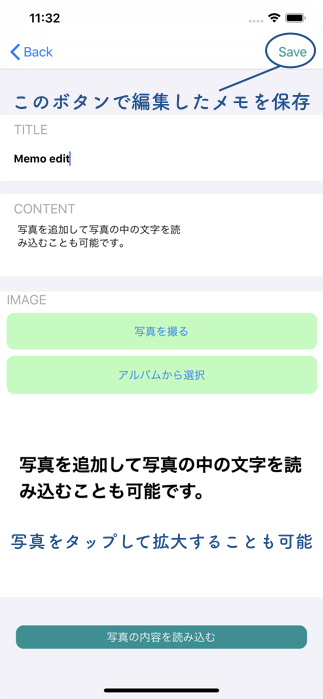 11:32
Back
Save
このボタンで編集したメモを保存
TITLE
Memo edit
CONTENT
写真を追加して写真の中の文字を読
み込むことも可能です。
IMAGE
写真を撮る
アルバムから選択
写真を追加して写真の中の文字を読
み込むことも可能です。
写真をタップして拡大することも可能
写真の内容を読み込む